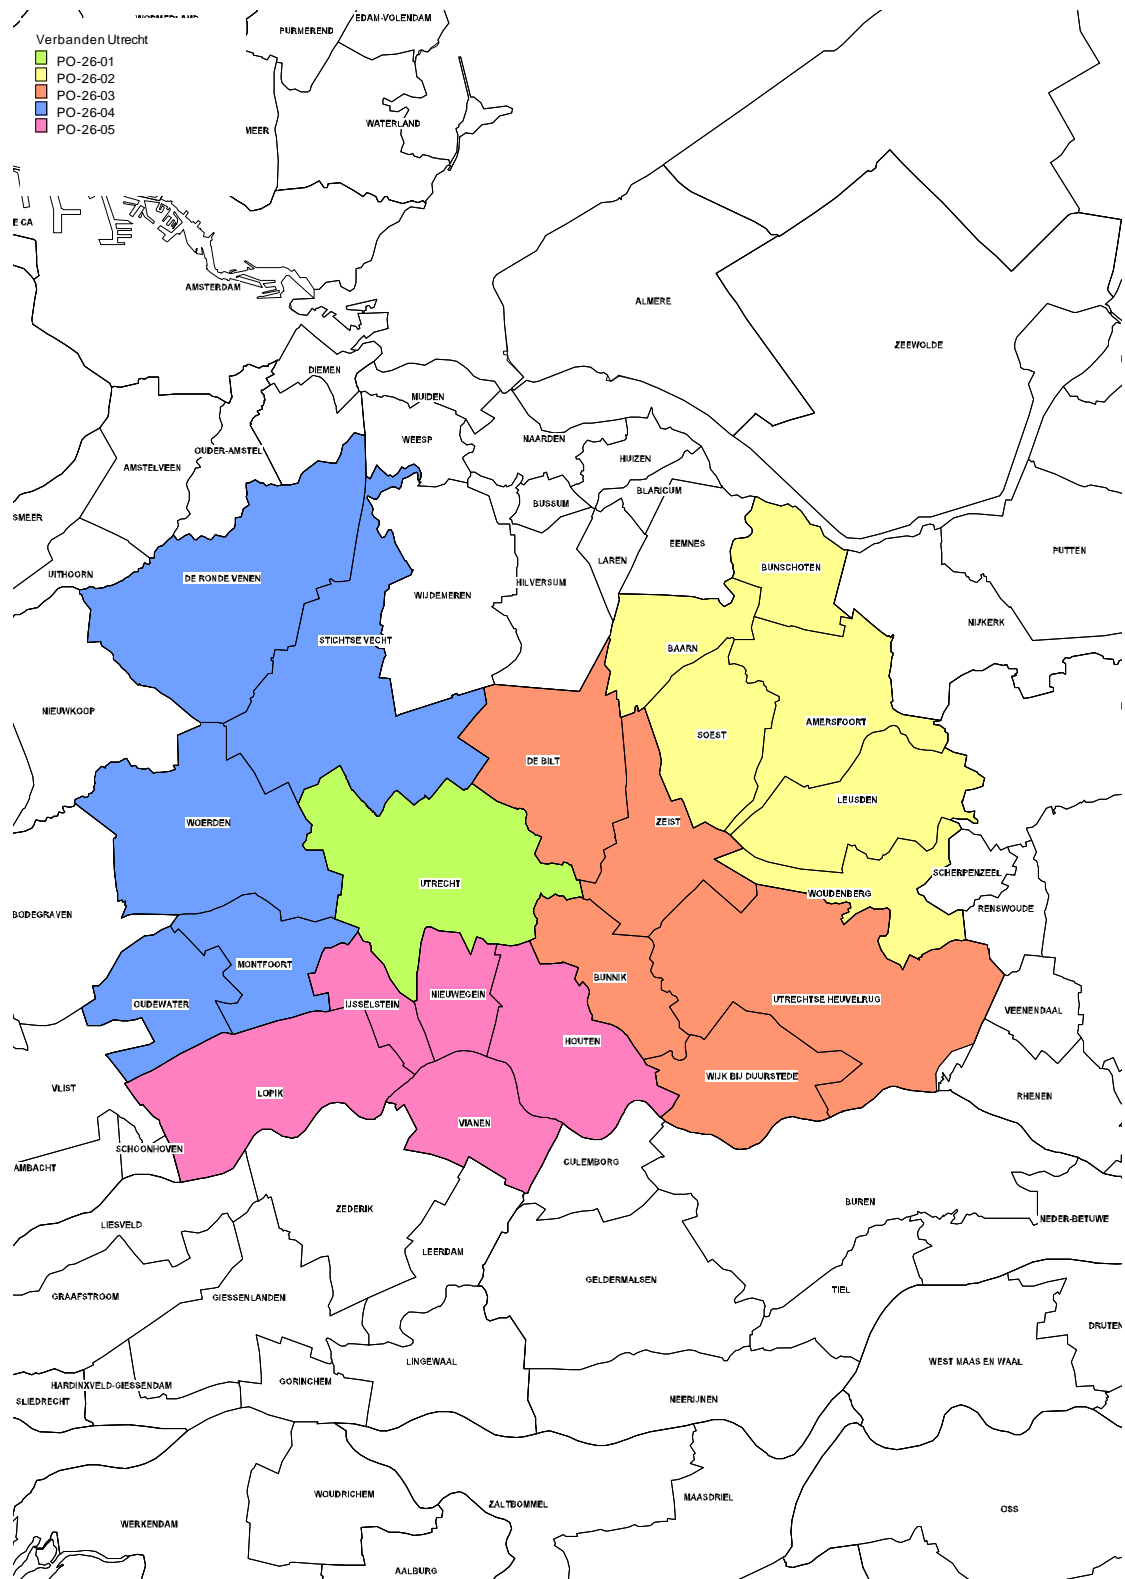 WORMERLAND
EDAM-VOLENDAM
PURMEREND
Verbanden Utrecht
PO-26-01
PO-26-02
PO-26-03
PO-26-04
PO-26-05
WATERLAND
MEER
E CA
AMSTERDAM
ALMERE
ZEEWOLDE
DIEMEN
MUIDEN
WEESP
NAARDEN
OUDER-AMSTEL
HUIZEN
AMSTELVEEN
BLARICUM
BUSSUM
SMEER
EEMNES
PUTTEN
LAREN
BUNSCHOTEN
UITHOORN
DE RONDE VENEN
HILVERSUM
WIJDEMEREN
NIJKERK
STICHTSE VECHT
BAARN
NIEUWKOOP
AMERSFOORT
SOEST
DE BILT
LEUSDEN
WOERDEN
ZEIST
SCHERPENZEEL
UTRECHT
WOUDENBERG
RENSWOUDE
BODEGRAVEN
MONTFOORT
BUNNIK
NIEUWEGEIN
UTRECHTSE HEUVELRUG
OUDEWATER
IJSSELSTEIN
VEENENDAAL
HOUTEN
WIJK BIJ DUURSTEDE
VLIST
LOPIK
RHENEN
VIANEN
SCHOONHOVEN
CULEMBORG
AMBACHT
BUREN
ZEDERIK
NEDER-BETUWE
LIESVELD
LEERDAM
GELDERMALSEN
TIEL
GRAAFSTROOM
GIESSENLANDEN
DRUTEN
LINGEWAAL
WEST MAAS EN WAAL
GORINCHEM
HARDINXVELD-GIESSENDAM
SLIEDRECHT
NEERIJNEN
WOUDRICHEM
MAASDRIEL
ZALTBOMMEL
OSS
WERKENDAM
AALBURG